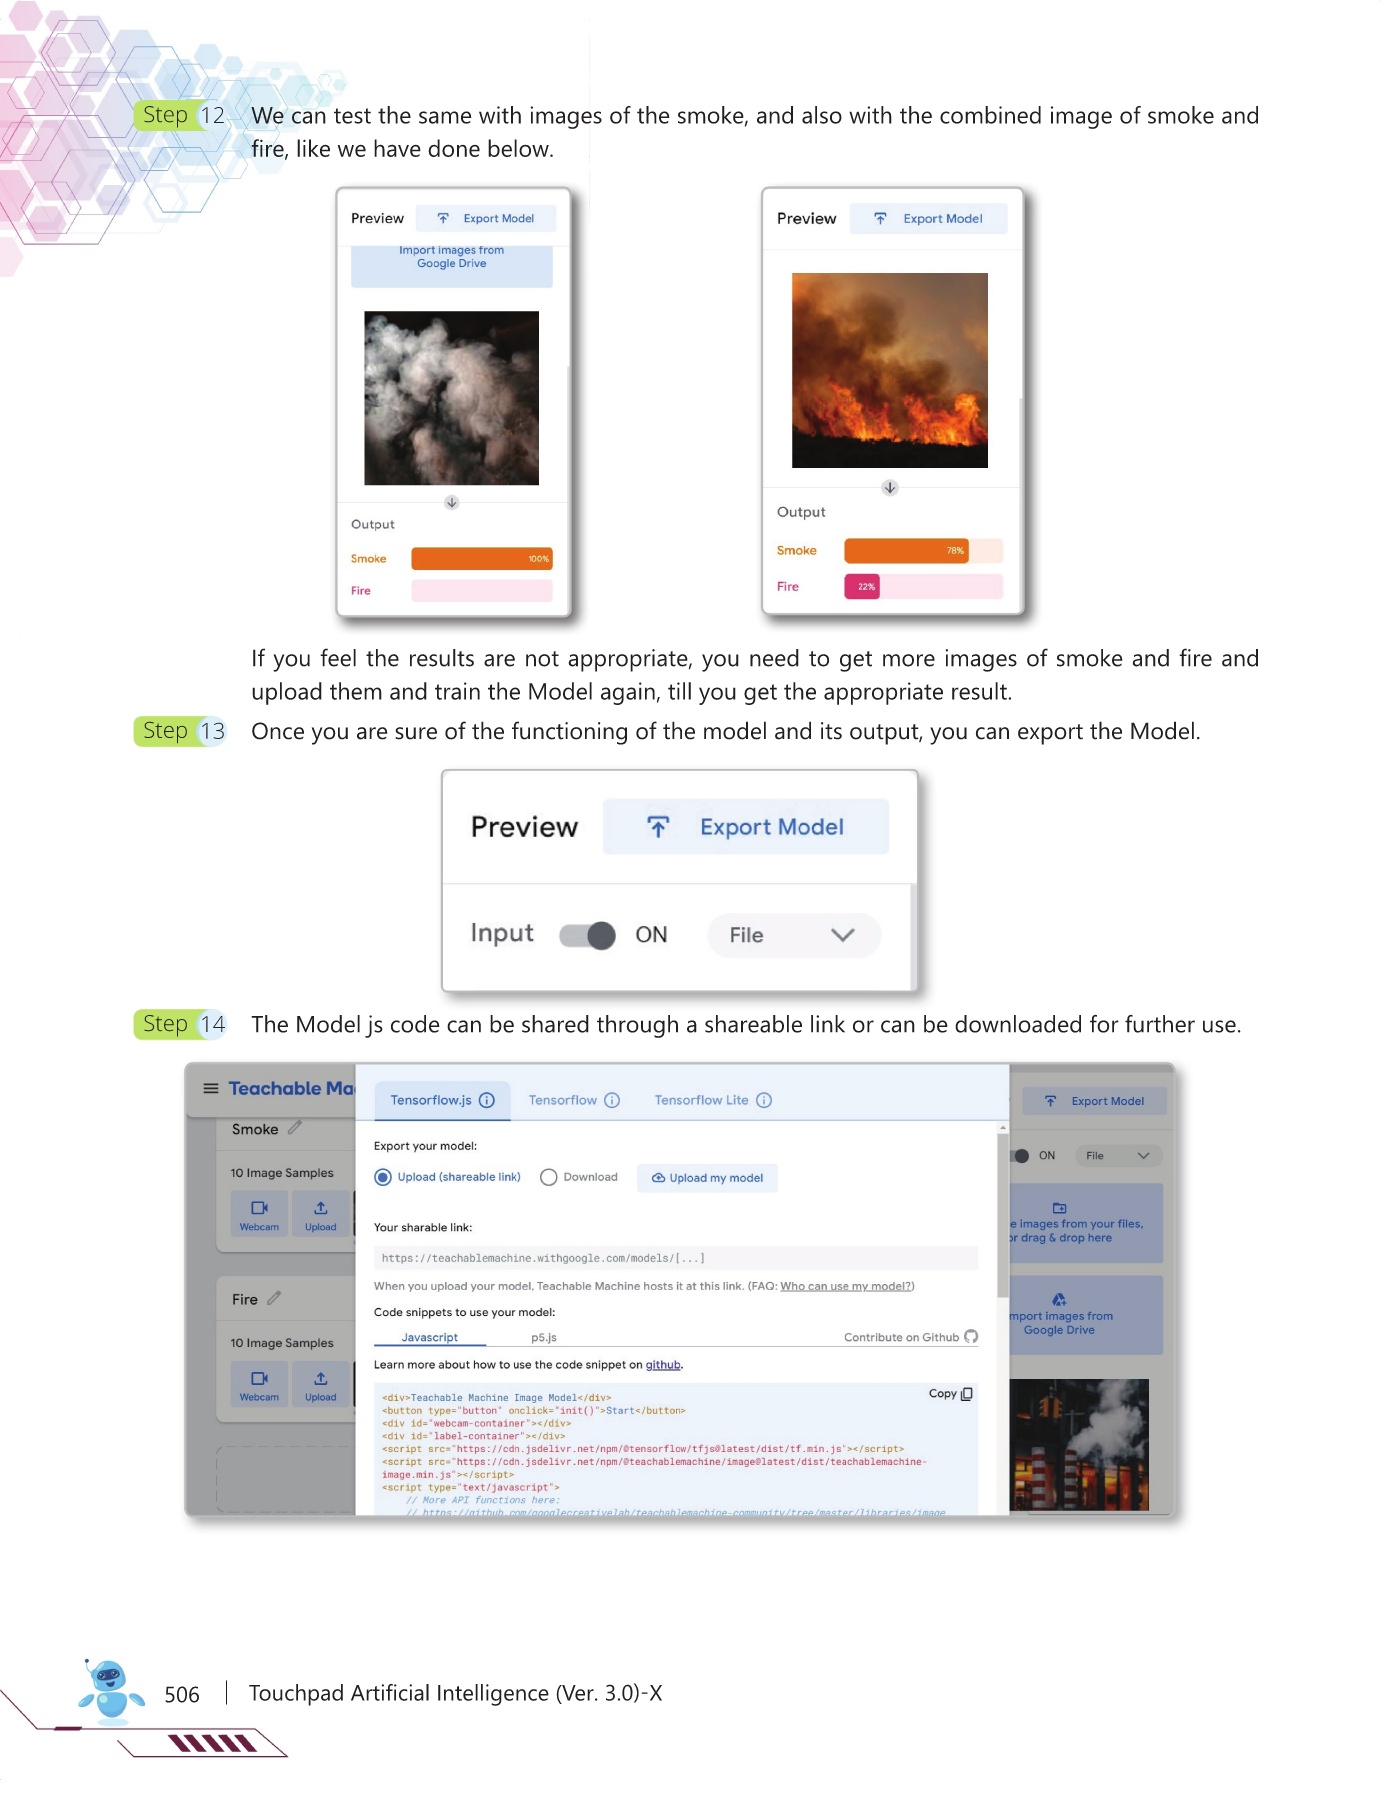 Step 12 We can test the same with images of the smoke, and also with the combined image of smoke and
fire, like we have done below.
Preview Export Model
Import images from
Google Drive
Output
Smoke 100%
Fire
Preview Export Model
Output
Smoke 78%
Fire 22%
If you feel the results are not appropriate, you need to get more images of smoke and fire and
upload them and train the Model again, till you get the appropriate result.
Step 13 Once you are sure of the functioning of the model and its output, you can export the Model.
Preview Export Model
Input ON File
Step 14 The Model js code can be shared through a shareable link or can be downloaded for further use.
Teachable Ma
Smoke
10 Image Samples
Webcam Upload
Fire
10 Image Samples
Webcam Upload
Tensorflow.js Tensorflow Tensorflow Lite
Export your model:
Upload (shareable link) Download Upload my model
Your sharable link:
https://teachablemachine.withgoogle.com/models/[...]
When you upload your model, Teachable Machine hosts it at this link. (FAQ: Who can use my model?)
Code snippets to use your model:
Javascript p5.js Contribute on Github
Learn more about how to use the code snippet on github.
Copy
<div>Teachable Machine Image Model</div>
<button type="button" onclick="init()">Start</button>
<div id="webcam-container"></div>
<div id="label-container"></div>
<script src="https://cdn.jsdelivr.net/npm/@tensorflow/tfjs@latest/dist/tf.min.js"></script>
<script src="https://cdn.jsdelivr.net/npm/@teachablemachine/image@latest/dist/teachablemachine-
image.min.js"></script>
<script type="text/javascript">
// More API functions here:
// https://github.com/googlecreativelab/teachablemachine-community/tree/master/libraries/image
Export Model
ON File
e images from your files,
or drag & drop here
mport images from
Google Drive
506 Touchpad Artificial Intelligence (Ver. 3.0)-X